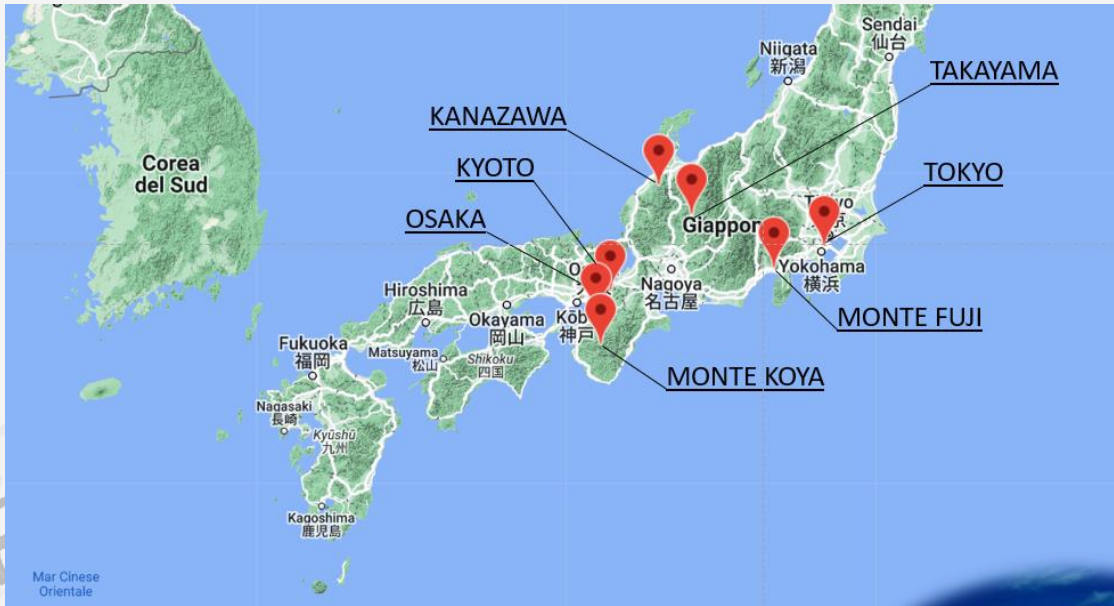 Sendai
仙台
Niigata
新潟
TAKAYAMA
KANAZAWA
Corea
del Sud
KYOTO
TOKYO
OSAKA
Giappon
Yokohama
横浜
Nagoya
名古屋
Hiroshima
広島
Okayama
岡山
Kōb
神戸
MONTE FUJI
Fukuoka
福岡
Matsuyama
松山
Shikoku
四国
MONTE KOYA
Nagasaki
長崎
Kyūshū
九州
Kagoshima
鹿児島
Mar Cinese
Orientale